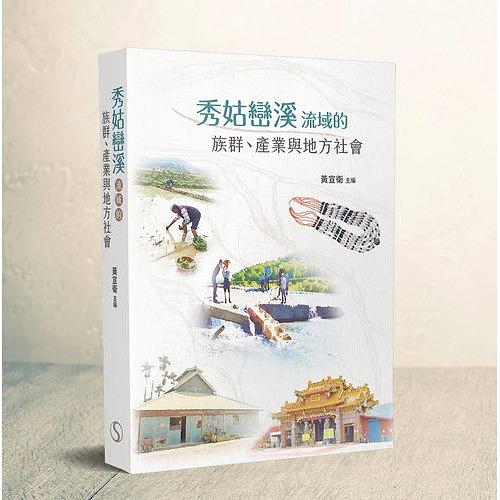 秀姑巒溪 流域的
族群、產業與地方社會
黃宣衛 主編
秀姑巒溪 流域的
族群、產業與地方社會
黃宣衛 主編